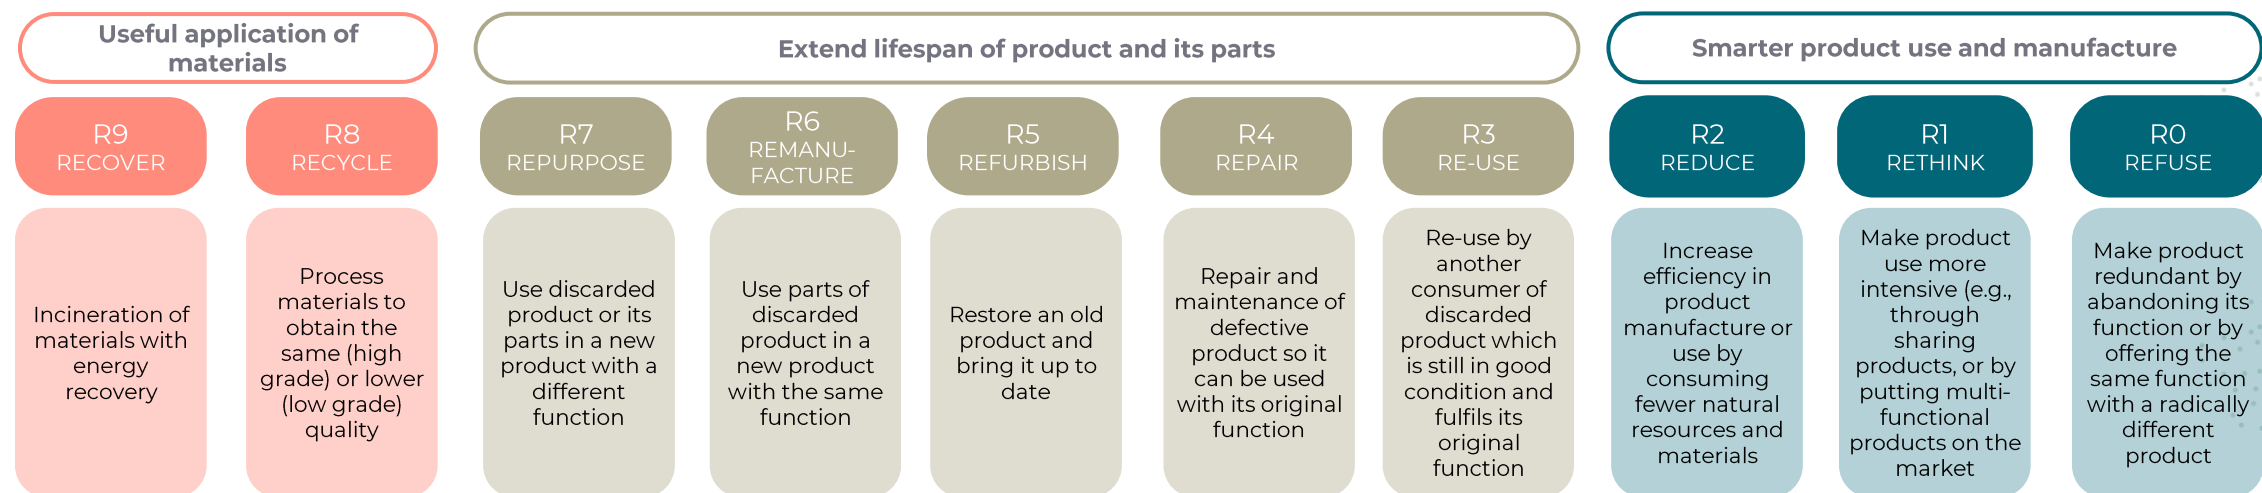 Useful application of
materials
Extend lifespan of product and its parts
Smarter product use and manufacture
R9
RECOVER
R8
RECYCLE
R7
REPURPOSE
R6
REMANU-
FACTURE
R5
REFURBISH
R4
REPAIR
R3
RE-USE
R2
REDUCE
R1
RETHINK
R0
REFUSE
Incineration of
materials with
energy
recovery
Process
materials to
obtain the
same (high
grade) or lower
(low grade)
quality
Use discarded
product or its
parts in a new
product with a
different
function
Use parts of
discarded
product in a
new product
with the same
function
Restore an old
product and
bring it up to
date
Repair and
maintenance of
defective
product so it
can be used
with its original
function
Re-use by
another
consumer of
discarded
product which
is still in good
condition and
fulfils its
original
function
Increase
efficiency in
product
manufacture or
use by
consuming
fewer natural
resources and
materials
Make product
use more
intensive (e.g.,
through
sharing
products, or by
putting multi-
functional
products on the
market
Make product
redundant by
abandoning its
function or by
offering the
same function
with a radically
different
product